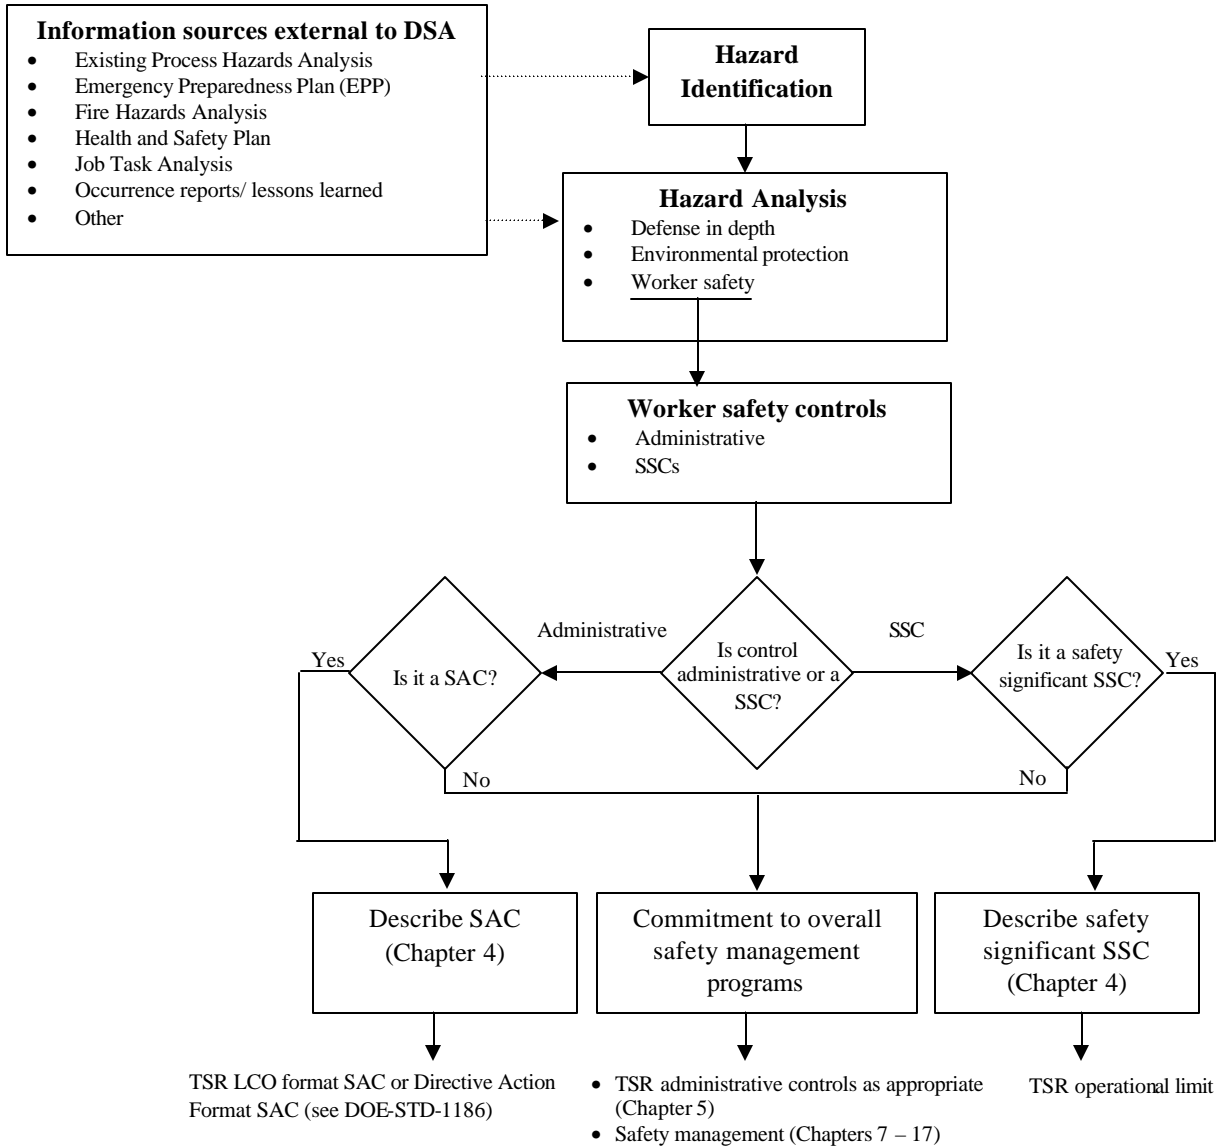 Information sources external to DSA
• Existing Process Hazards Analysis
• Emergency Preparedness Plan (EPP)
• Fire Hazards Analysis
• Health and Safety Plan
• Job Task Analysis
• Occurrence reports/ lessons learned
• Other
Hazard
Identification
Hazard Analysis
• Defense in depth
• Environmental protection
• Worker safety
Worker safety controls
• Administrative
• SSCs
Administrative
SSC
Yes
Is it a SAC?
Is control
administrative or a
SSC?
Is it a safety
significant SSC?
Yes
No
No
Describe SAC
(Chapter 4)
Commitment to overall
safety management
programs
Describe safety
significant SSC
(Chapter 4)
TSR LCO format SAC or Directive Action
Format SAC (see DOE-STD-1186)
• TSR administrative controls as appropriate
(Chapter 5)
• Safety management (Chapters 7 – 17)
TSR operational limit